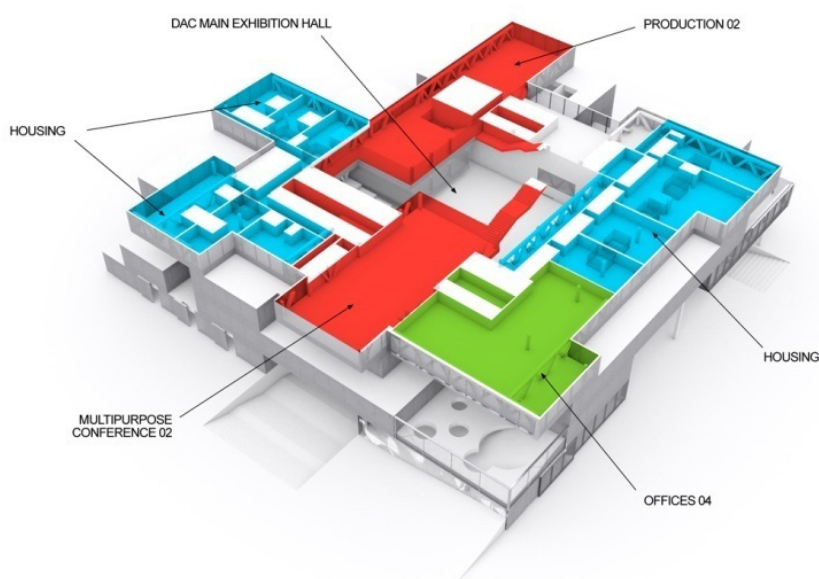 DAC MAIN EXHIBITION HALL
PRODUCTION 02
HOUSING
HOUSING
MULTIPURPOSE
CONFERENCE 02
OFFICES 04